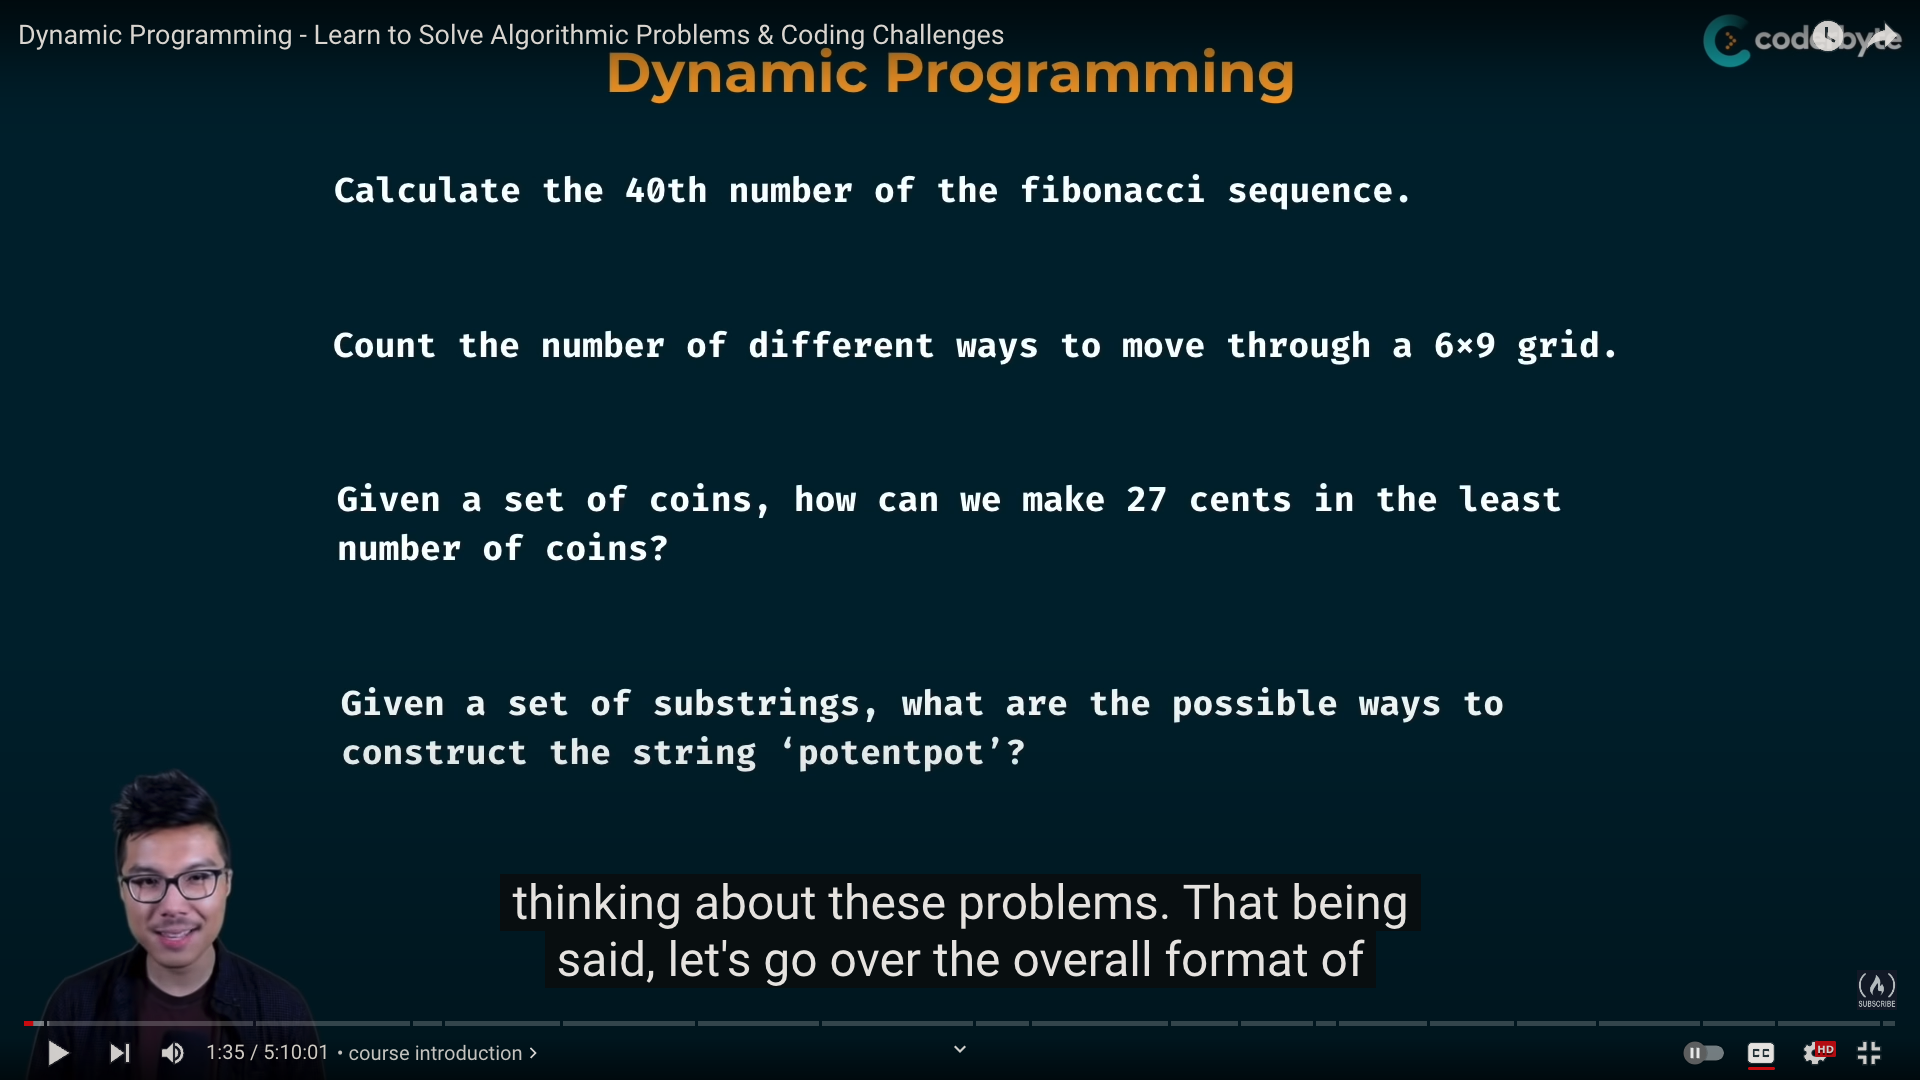 Dynamic Programming - Learn to Solve Algorithmic Problems & Coding Challenges
coderbyte
Dynamic Programming
Calculate the 40th number of the fibonacci sequence.
Count the number of different ways to move through a 6×9 grid.
Given a set of coins, how can we make 27 cents in the least
number of coins?
Given a set of substrings, what are the possible ways to
construct the string ‘potentpot’?
thinking about these problems. That being
said, let's go over the overall format of
SUBSCRIBE
1:35 / 5:10:01 • course introduction
CC
HD